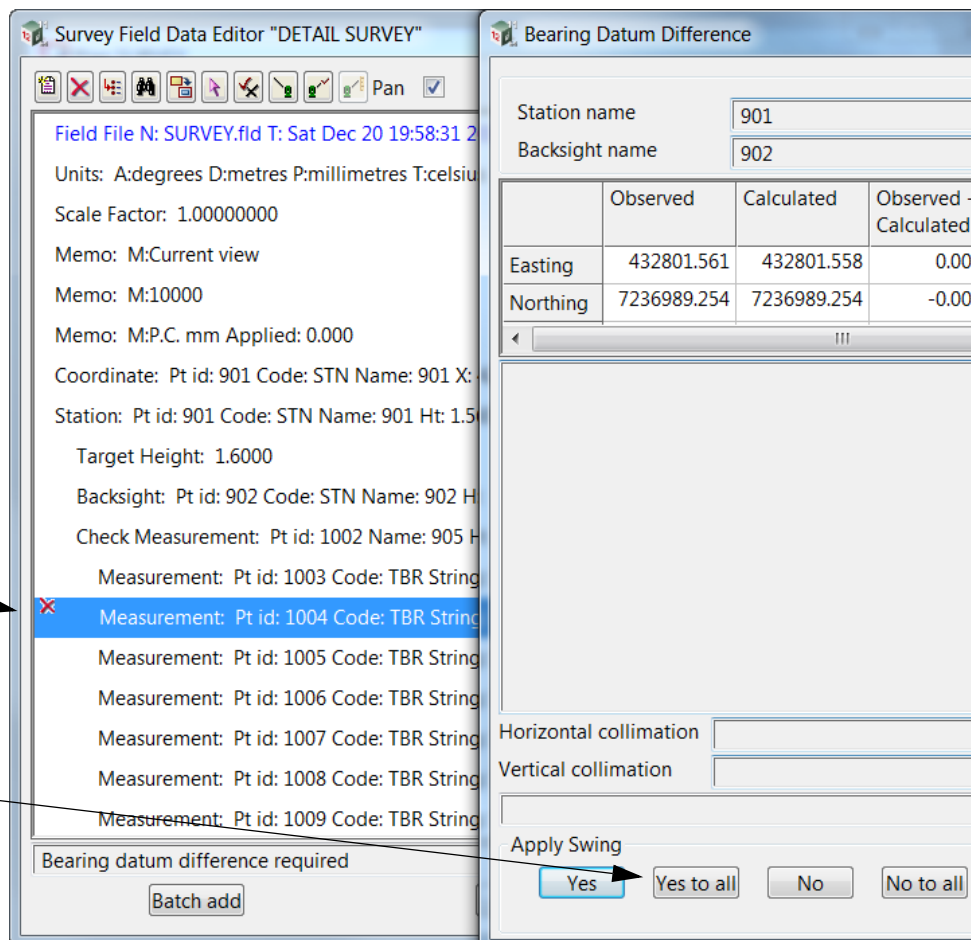 Survey Field Data Editor "DETAIL SURVEY"
Pan
Field File N: SURVEY.fld T: Sat Dec 20 19:58:31 2
Units: A:degrees D:metres P:millimetres T:celsiu
Scale Factor: 1.00000000
Memo: M:Current view
Memo: M:10000
Memo: M:P.C. mm Applied: 0.000
Coordinate: Pt id: 901 Code: STN Name: 901 X:
Station: Pt id: 901 Code: STN Name: 901 Ht: 1.5
Target Height: 1.6000
Backsight: Pt id: 902 Code: STN Name: 902 H
Check Measurement: Pt id: 1002 Name: 905 H
Measurement: Pt id: 1003 Code: TBR String
Measurement: Pt id: 1004 Code: TBR String
Measurement: Pt id: 1005 Code: TBR String
Measurement: Pt id: 1006 Code: TBR String
Measurement: Pt id: 1007 Code: TBR String
Measurement: Pt id: 1008 Code: TBR String
Measurement: Pt id: 1009 Code: TBR String
Bearing datum difference required
Batch add
Bearing Datum Difference
Station name 901
Backsight name 902
Observed Calculated Observed -
Calculated
Easting 432801.561 432801.558 0.00
Northing 7236989.254 7236989.254 -0.00
Horizontal collimation
Vertical collimation
Apply Swing
Yes Yes to all No No to all